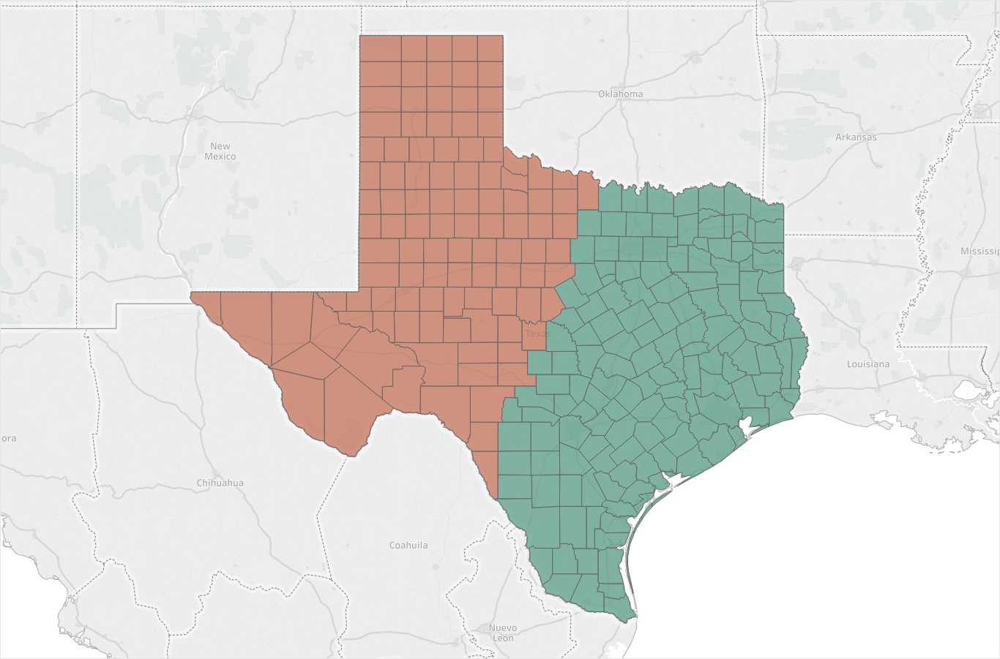 Oklahoma
Arkansas
New
Mexico
Mississip
Texas
Louisiana
ora
Chihuahua
Coahuila
Nuevo
León